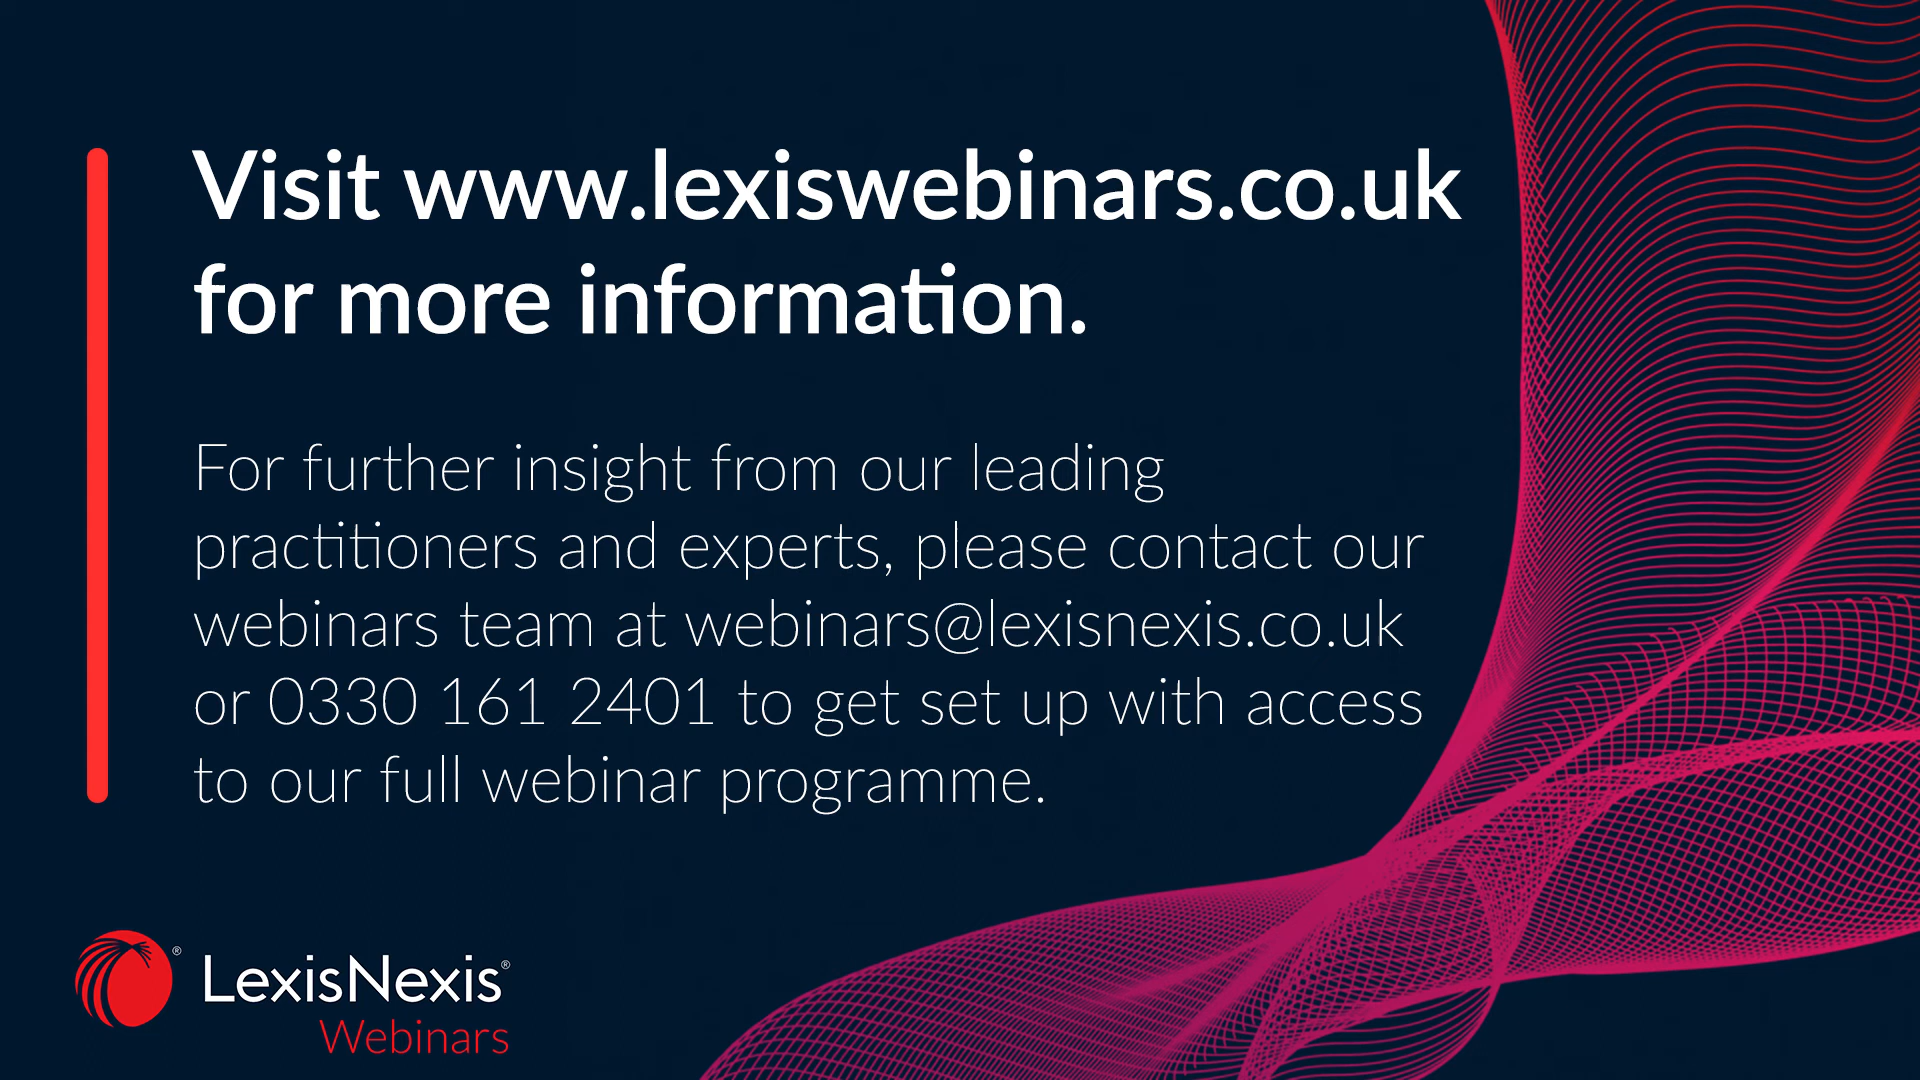 Visit www.lexiswebinars.co.uk
for more information.
For further insight from our leading
practitioners and experts, please contact our
webinars team at webinars@lexisnexis.co.uk
or 0330 161 2401 to get set up with access
to our full webinar programme.
® LexisNexis®
Webinars